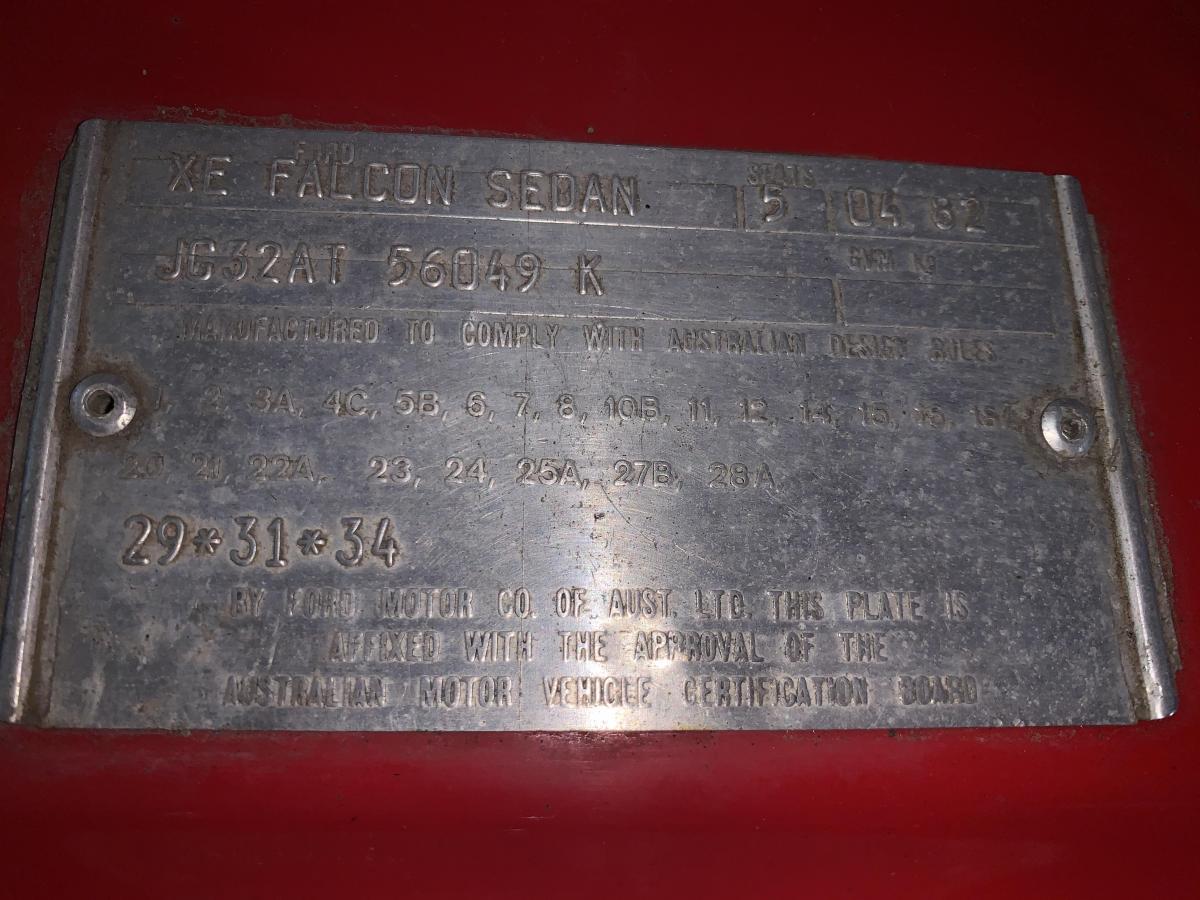 FORD SEATS
XE FALCON SEDAN 5 04 82
JG32AT 56049 K GVM KG
MANUFACTURED TO COMPLY WITH AUSTRALIAN DESIGN RULES
1, 2, 3A, 4C, 5B, 6, 7, 8, 10B, 11, 12, 14, 15, 16,
20, 21, 22A, 23, 24, 25A, 27B, 28A
29*31*34
BY FORD MOTOR CO. OF AUST. LTD. THIS PLATE IS
AFFIXED WITH THE APPROVAL OF THE
AUSTRALIAN MOTOR VEHICLE CERTIFICATION BOARD